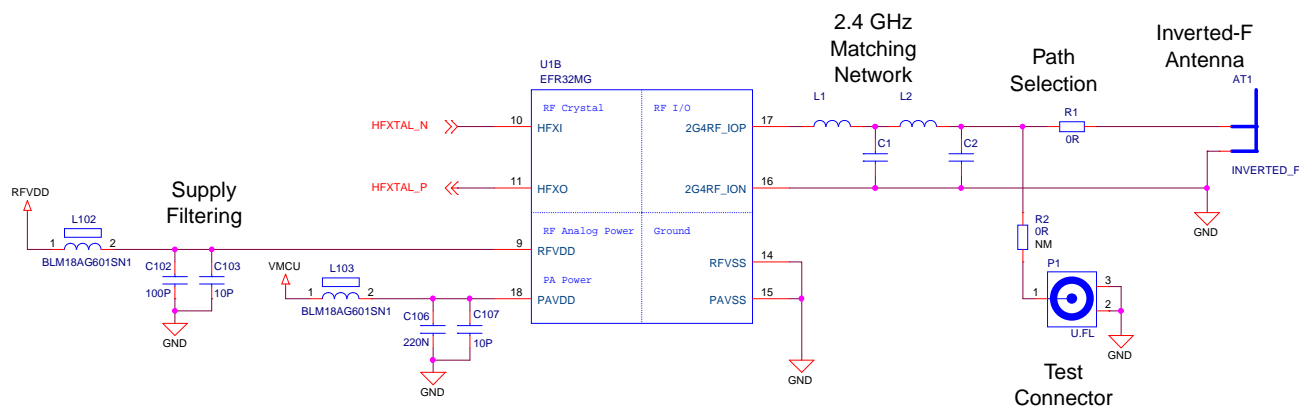 2.4 GHz
Matching
Network
Path
Selection
Inverted-F
Antenna
U1B
EFR32MG
L1
L2
R1
0R
AT1
INVERTED_F
RF Crystal
RF I/O
HFXTAL_N
10
HFXI
2G4RF_IOP
17
C1
C2
HFXTAL_P
11
HFXO
2G4RF_ION
16
GND
RFVDD
Supply
Filtering
L102
1
2
BLM18AG601SN1
C102
100P
C103
10P
GND
RF Analog Power
Ground
9
RFVDD
VMCU
L103
1
2
BLM18AG601SN1
PA Power
18
PAVDD
C106
220N
C107
10P
GND
RFVSS
14
PAVSS
15
GND
R2
0R
NM
P1
1
3
2
U.FL
GND
Test
Connector